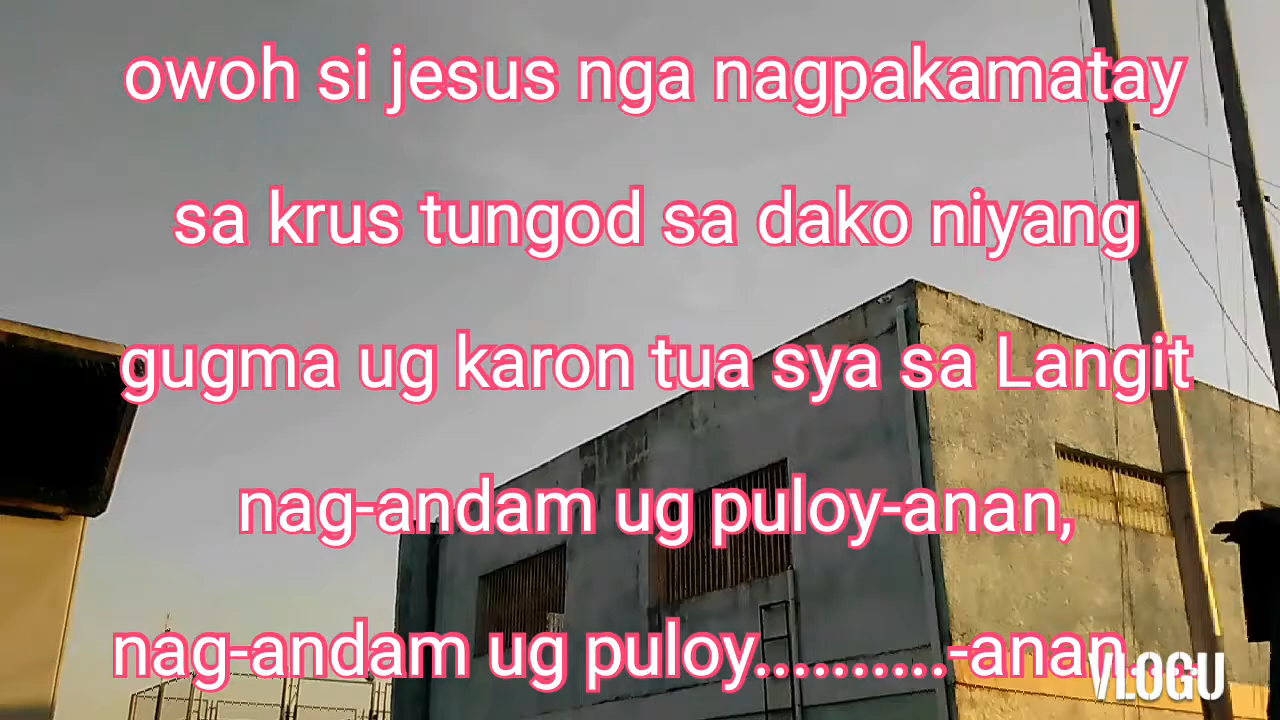 owoh si jesus nga nagpakamatay
sa krus tungod sa dako niyang
gugma ug karon tua sya sa Langit
nag-andam ug puloy-anan,
nag-andam ug puloy..........-anan....
VLOGU